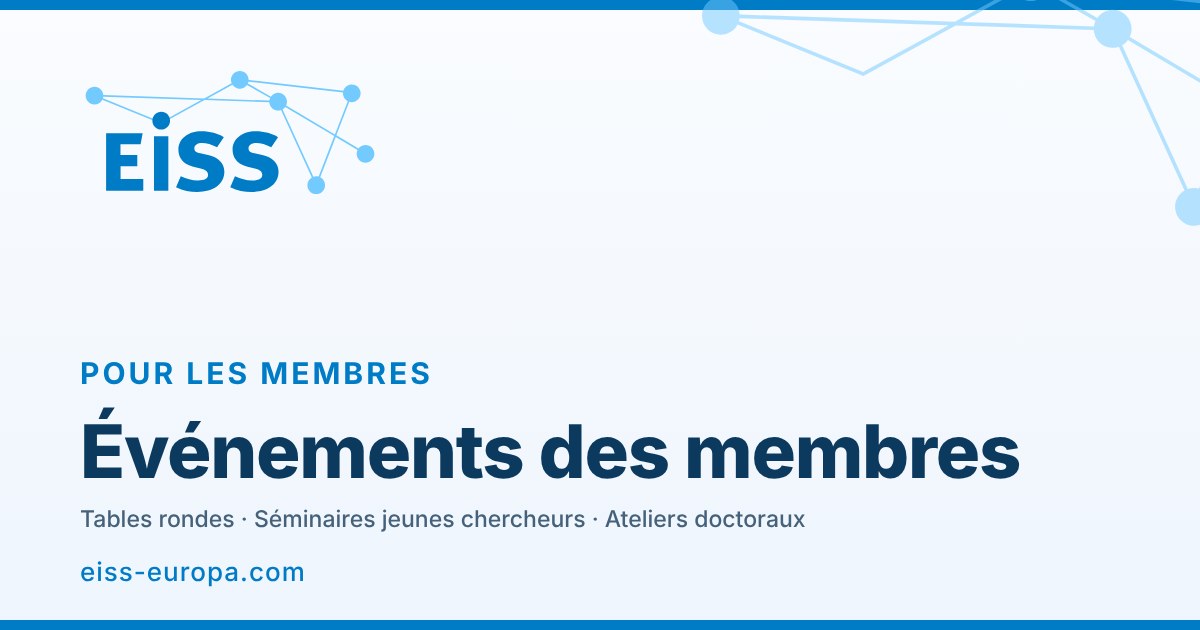 EiSS
POUR LES MEMBRES
Événements des membres
Tables rondes · Séminaires jeunes chercheurs · Ateliers doctoraux
eiss-europa.com